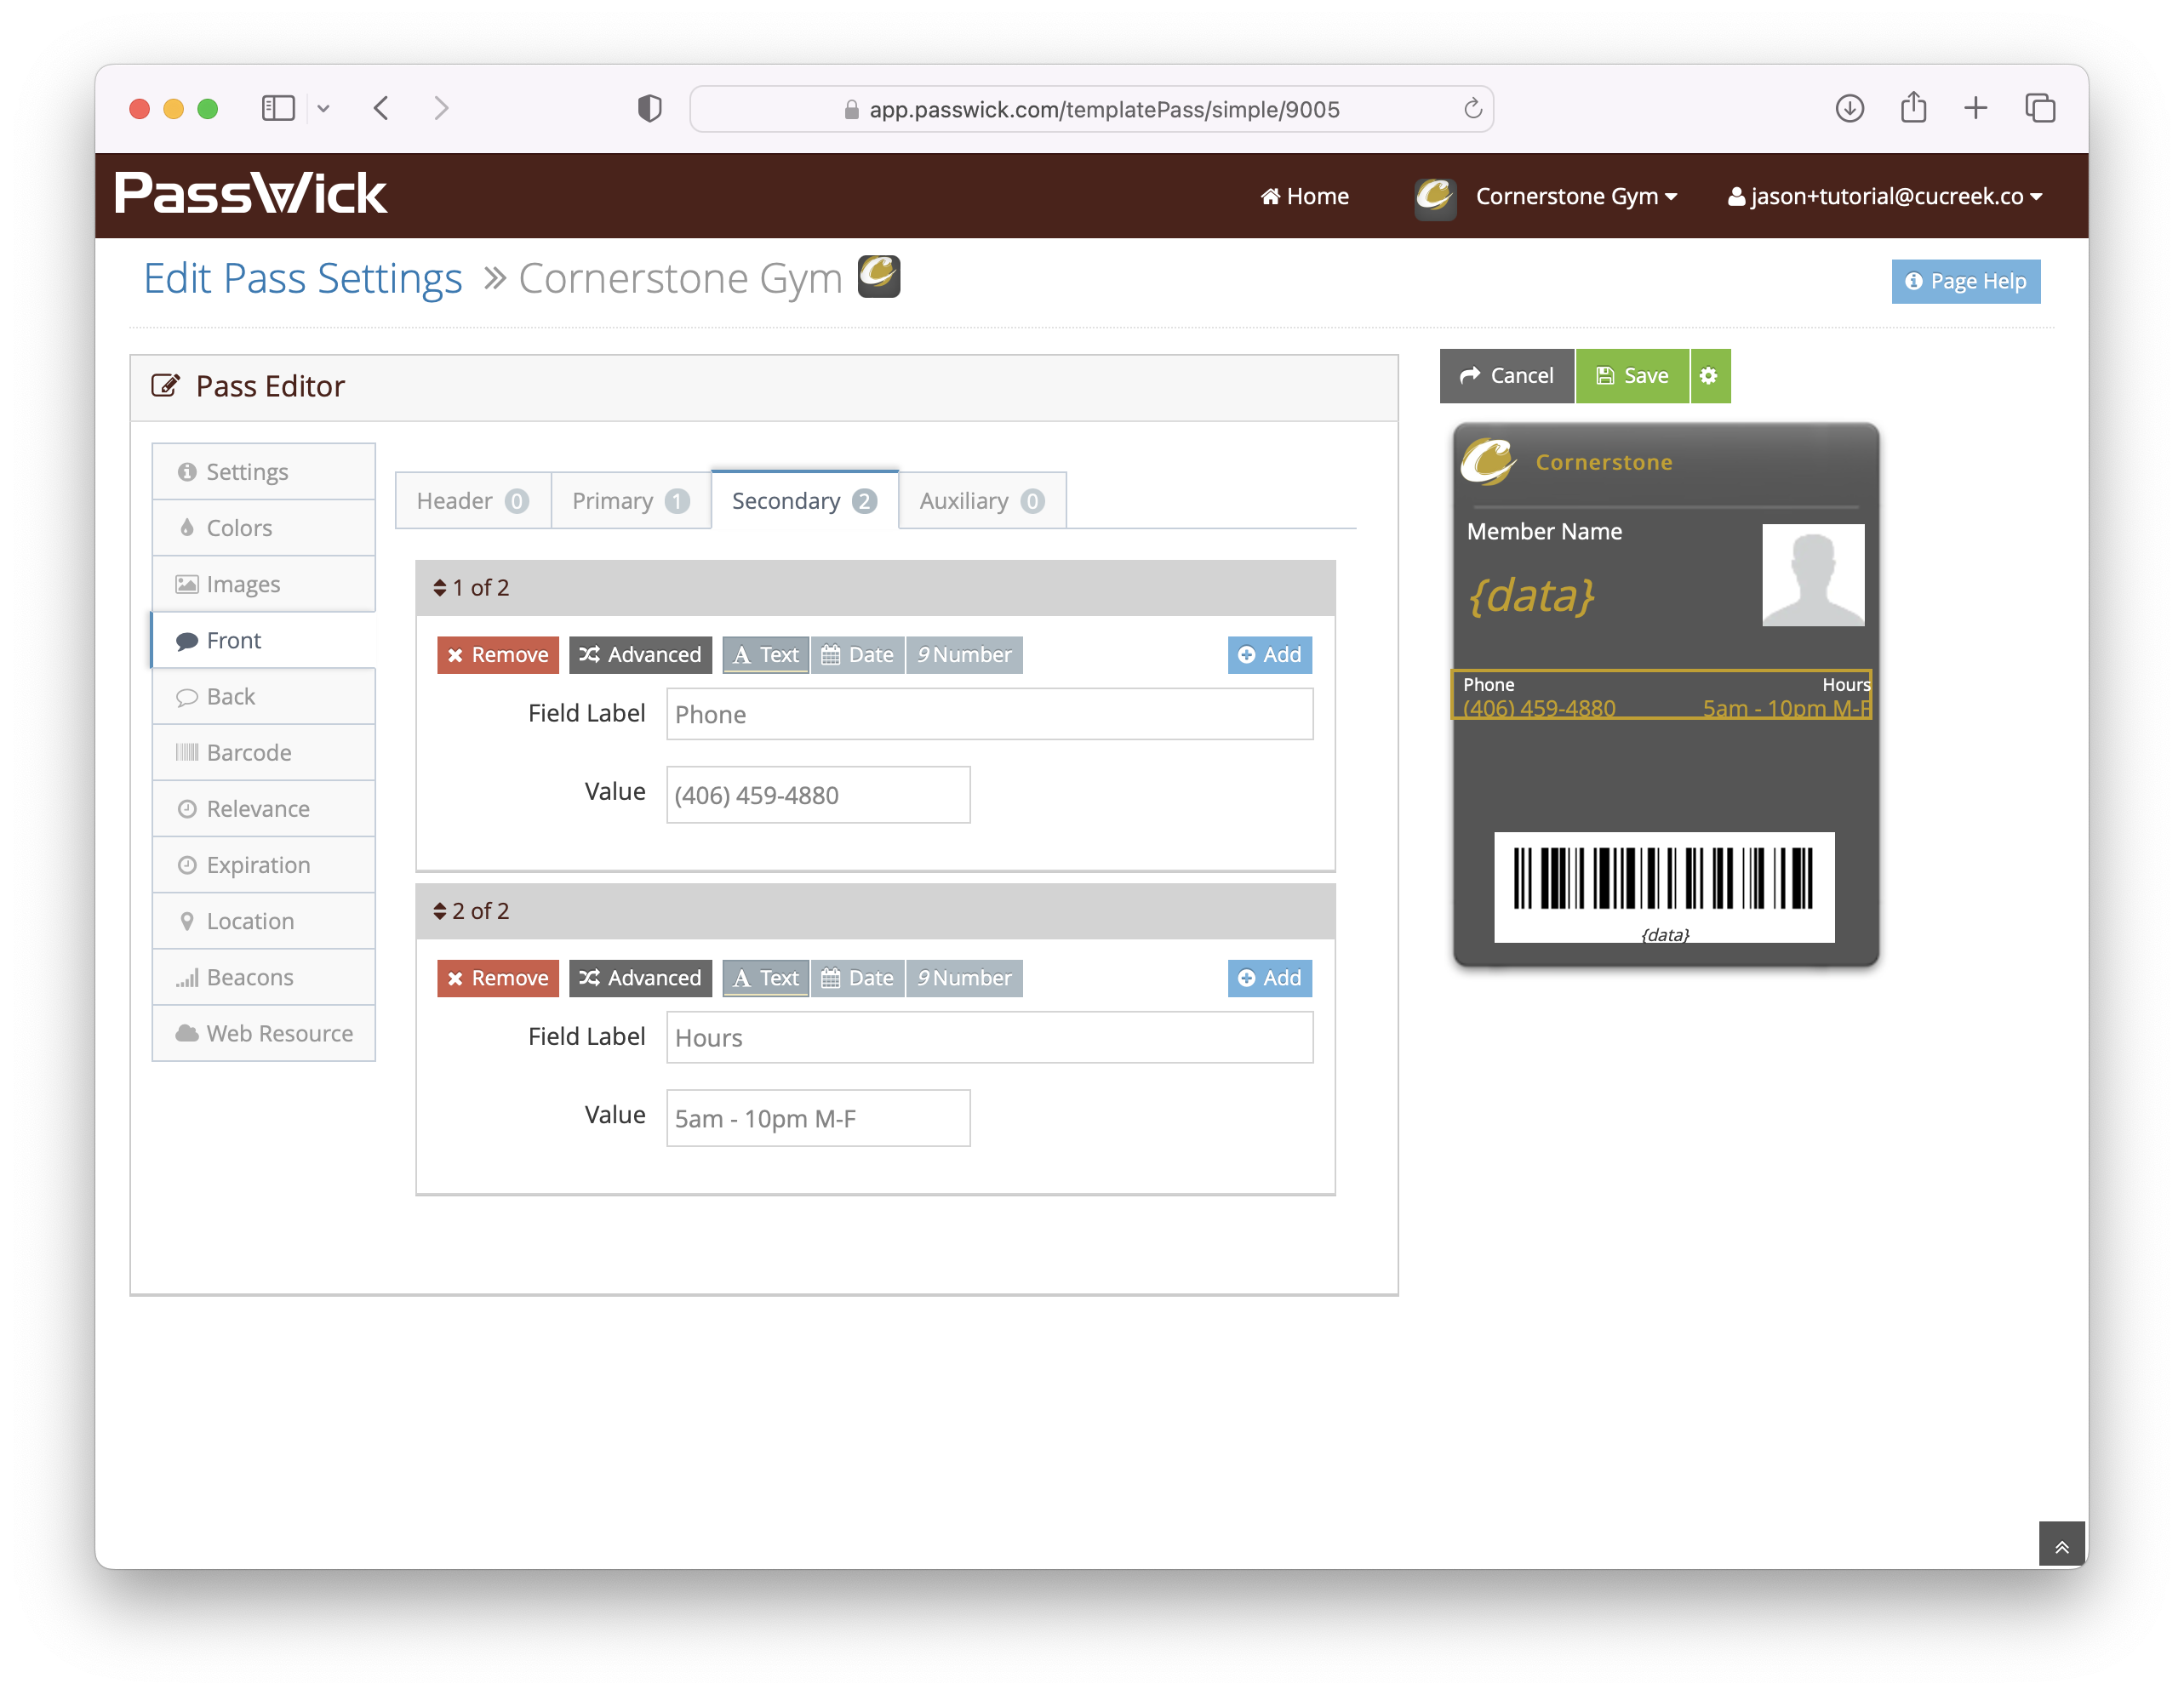 app.passwick.com/templatePass/simple/9005
PassWick
Home
Cornerstone Gym
jason+tutorial@cucreek.co
Edit Pass Settings » Cornerstone Gym
Page Help
Pass Editor
Cancel
Save
Settings
Colors
Images
Front
Back
Barcode
Relevance
Expiration
Location
Beacons
Web Resource
Header 0
Primary 1
Secondary 2
Auxiliary 0
1 of 2
Remove
Advanced
A Text
Date
9 Number
Add
Field Label
Phone
Value
(406) 459-4880
2 of 2
Remove
Advanced
A Text
Date
9 Number
Add
Field Label
Hours
Value
5am - 10pm M-F
Cornerstone
Member Name
{data}
Phone
Hours
(406) 459-4880
5am - 10pm M-F
{data}